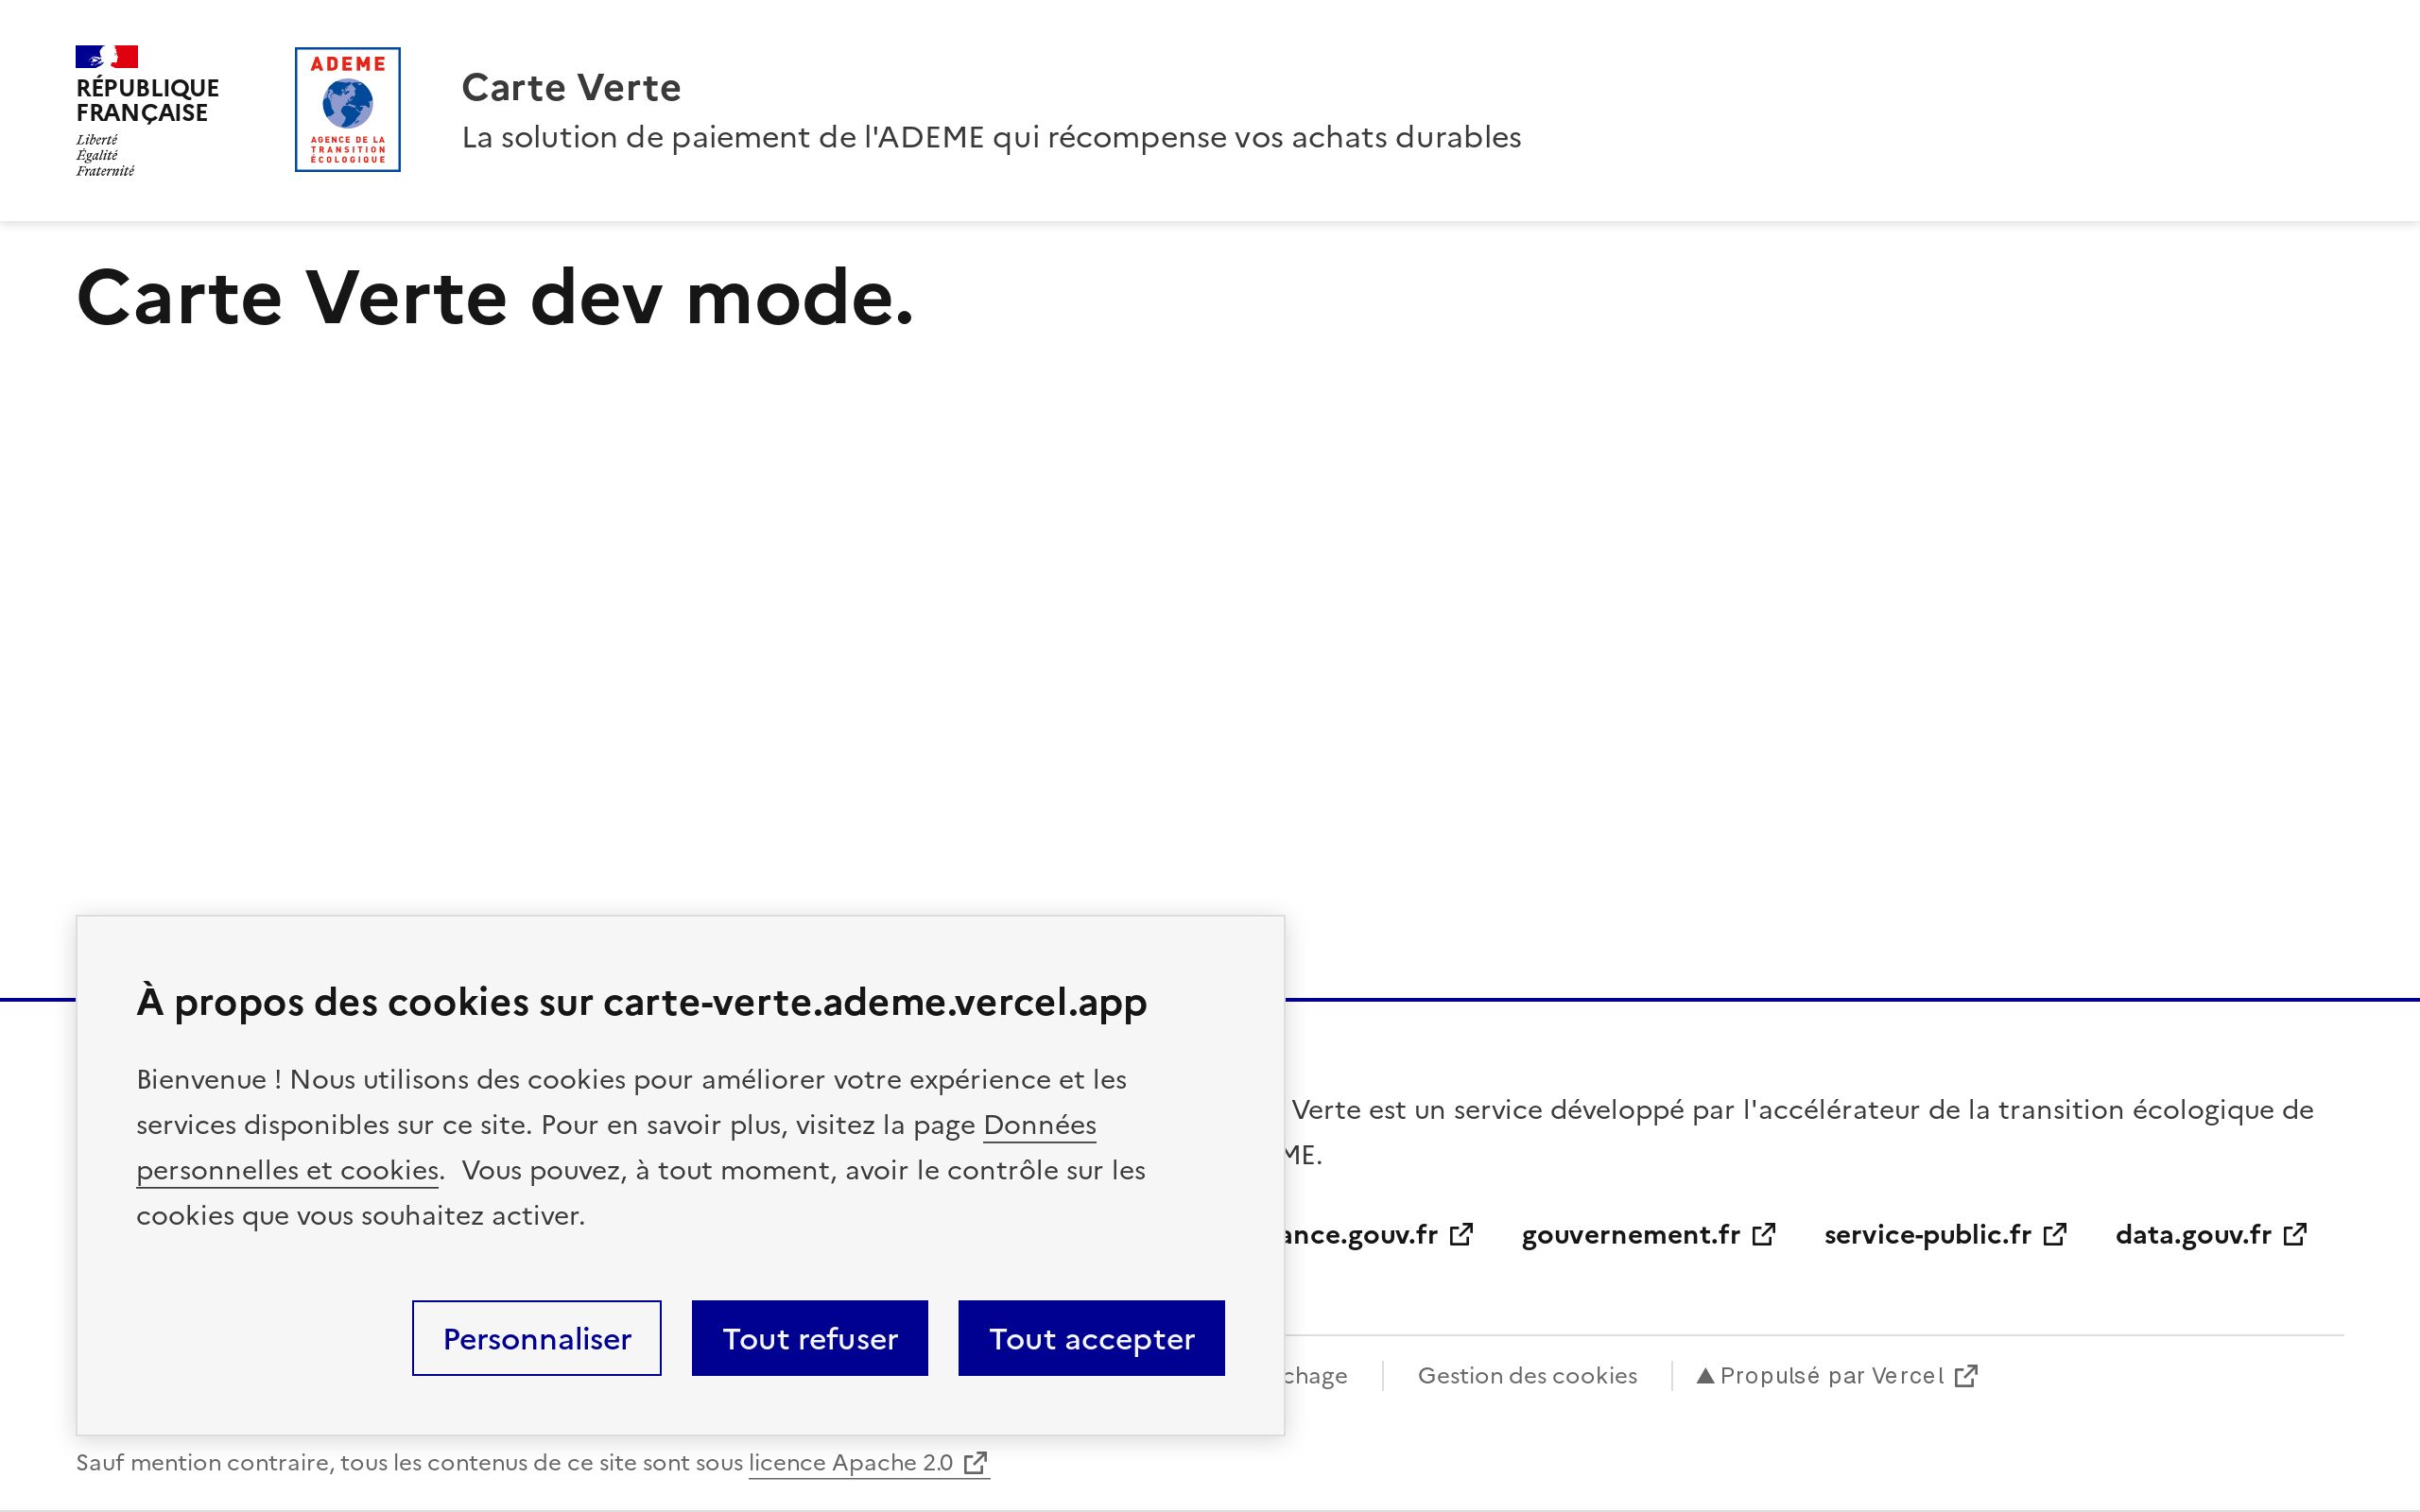 RÉPUBLIQUE
FRANÇAISE
Liberté
Égalité
Fraternité
ADEME
AGENCE DE LA
TRANSITION
ÉCOLOGIQUE
Carte Verte
La solution de paiement de l'ADEME qui récompense vos achats durables
Carte Verte dev mode.
À propos des cookies sur carte-verte.ademe.vercel.app
Bienvenue ! Nous utilisons des cookies pour améliorer votre expérience et les
services disponibles sur ce site. Pour en savoir plus, visitez la page Données
personnelles et cookies.  Vous pouvez, à tout moment, avoir le contrôle sur les
cookies que vous souhaitez activer.
Personnaliser Tout refuser Tout accepter
Verte est un service développé par l'accélérateur de la transition écologique de
ance.gouv.fr gouvernement.fr service-public.fr data.gouv.fr
Gestion des cookies Propulsé par Vercel
Sauf mention contraire, tous les contenus de ce site sont sous licence Apache 2.0